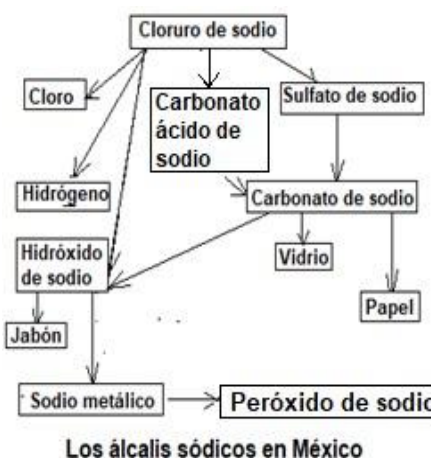 Cloruro de sodio
Cloro
Carbonato
ácido de
sodio
Sulfato de sodio
Hidrógeno
Carbonato de sodio
Hidróxido
de sodio
Vidrio
Papel
Jabón
Sodio metálico
Peróxido de sodio
Los álcalis sódicos en México